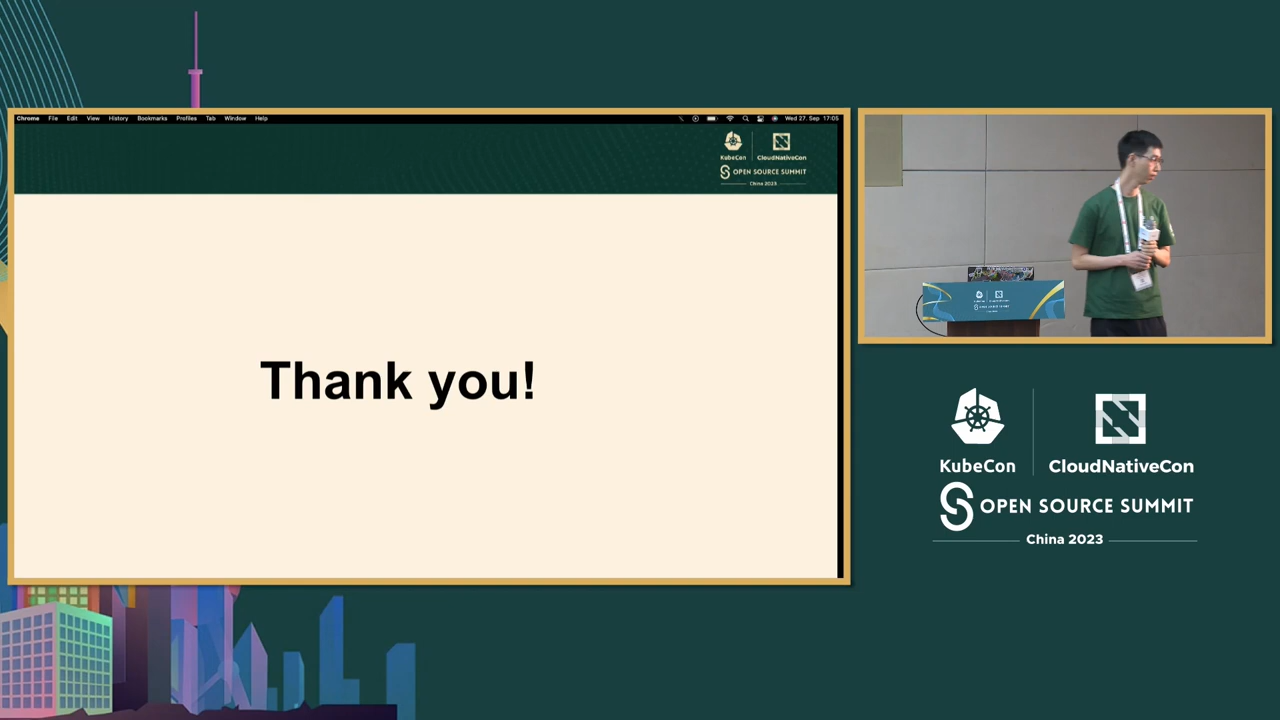 Chrome File Edit View History Bookmarks Profiles Tab Window Help
Wed 27. Sep 17:05
KubeCon
CloudNativeCon
OPEN SOURCE SUMMIT
China 2023
Thank you!
KubeCon
CloudNativeCon
OPEN SOURCE SUMMIT
China 2023